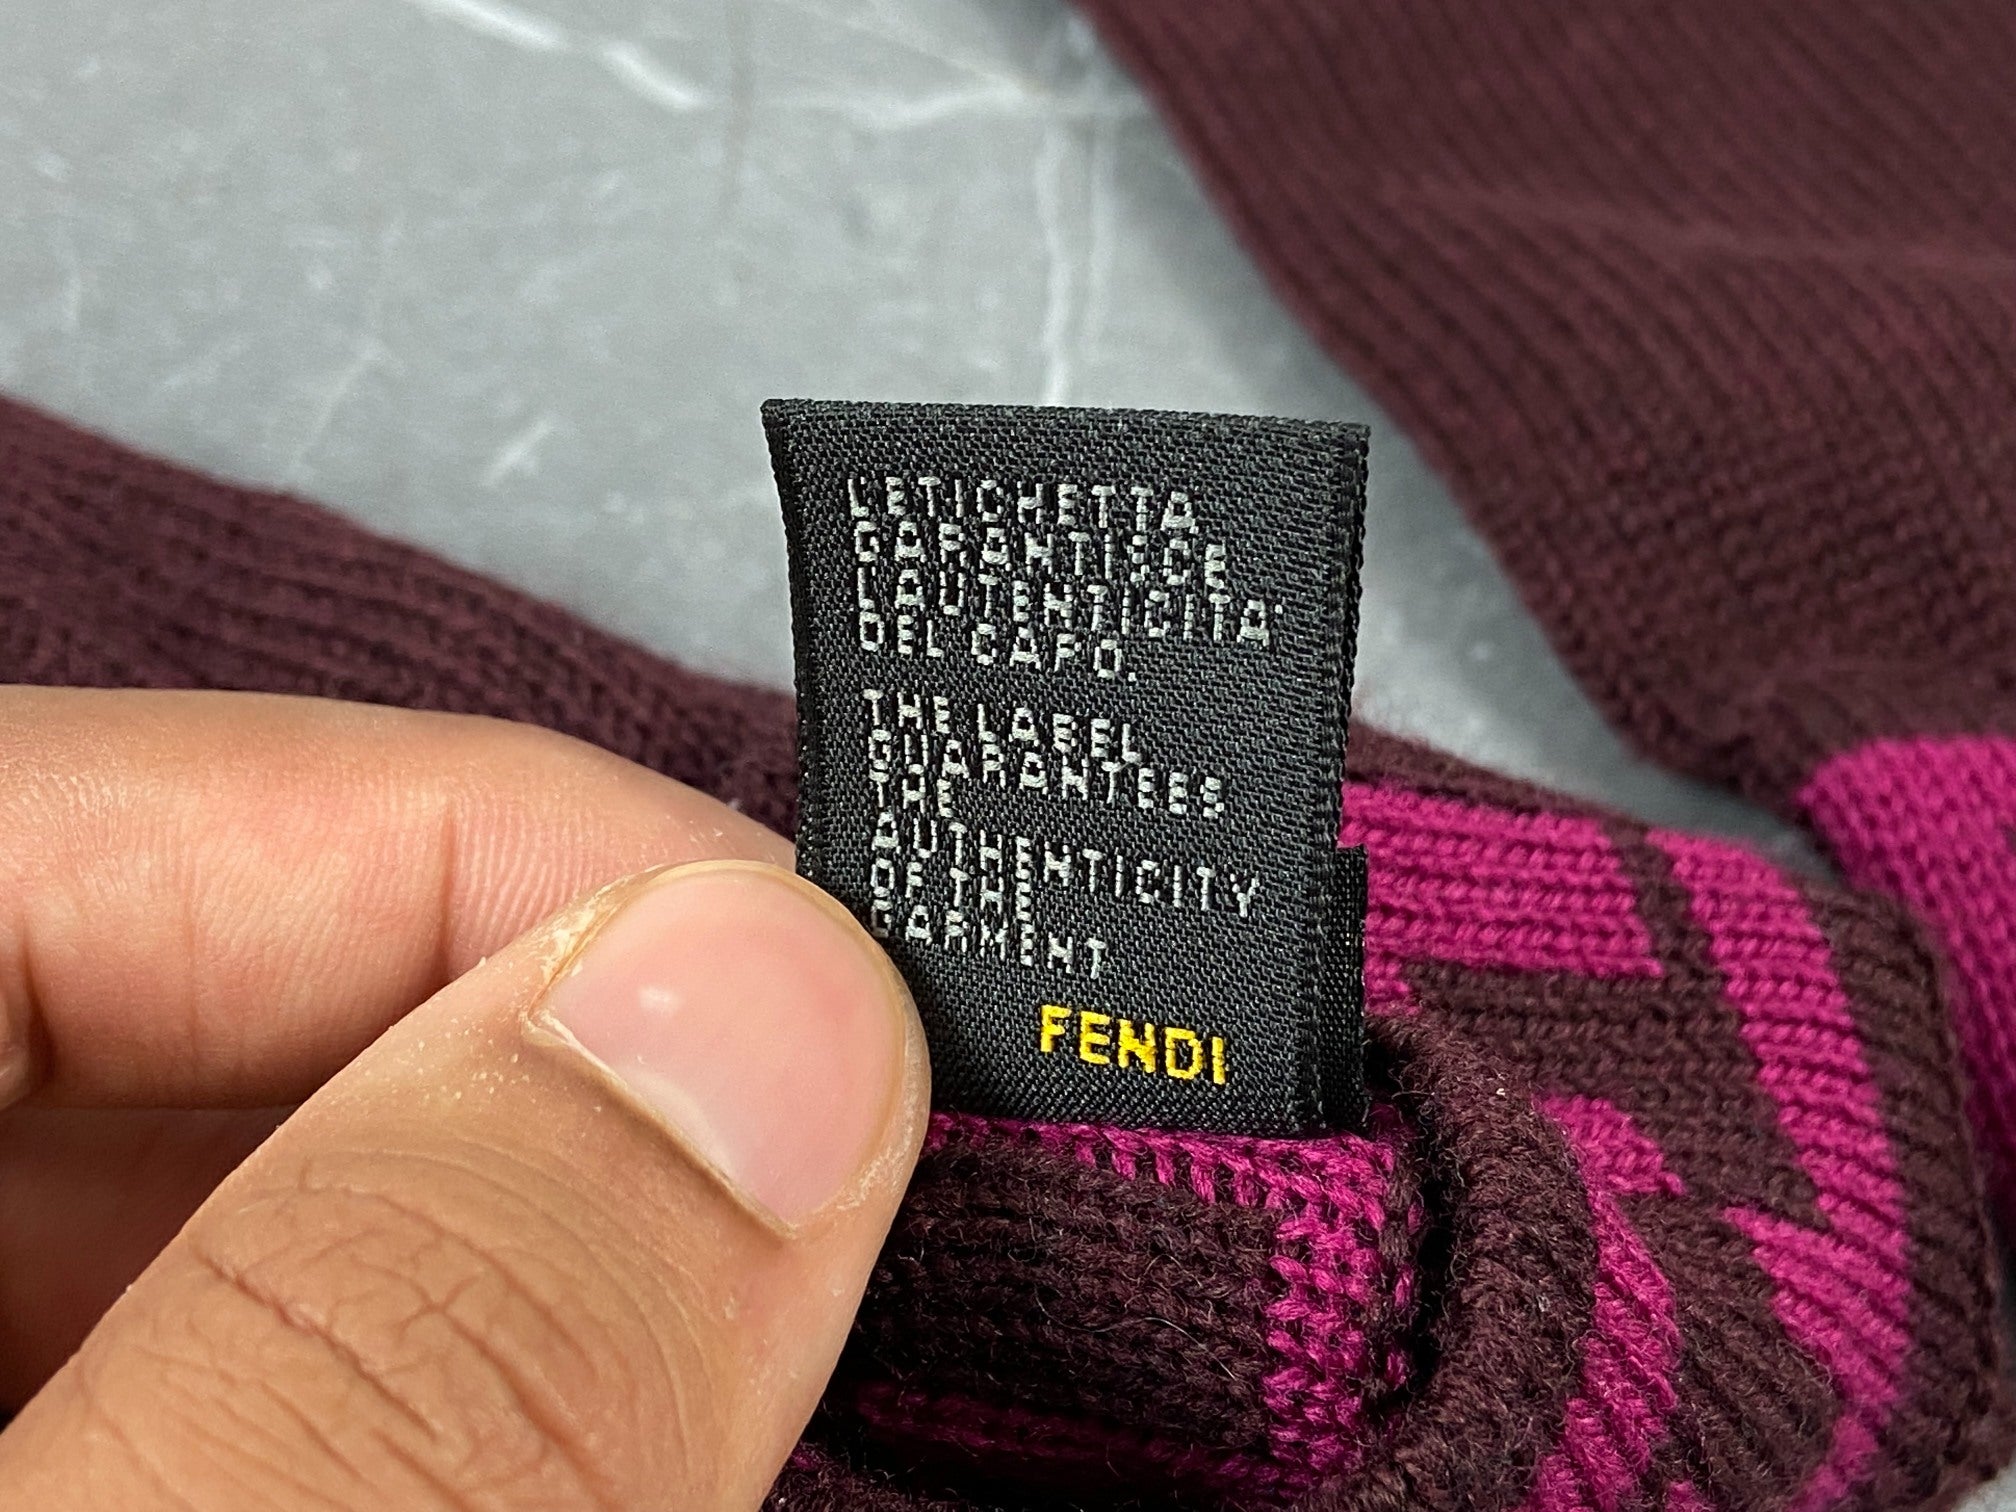 L'ETICHETTA
GARANTISCE
L'AUTENTICITA'
DEL CAPO.
THE LABEL
GUARANTEES
THE
AUTHENTICITY
OF THE
GARMENT
FENDI